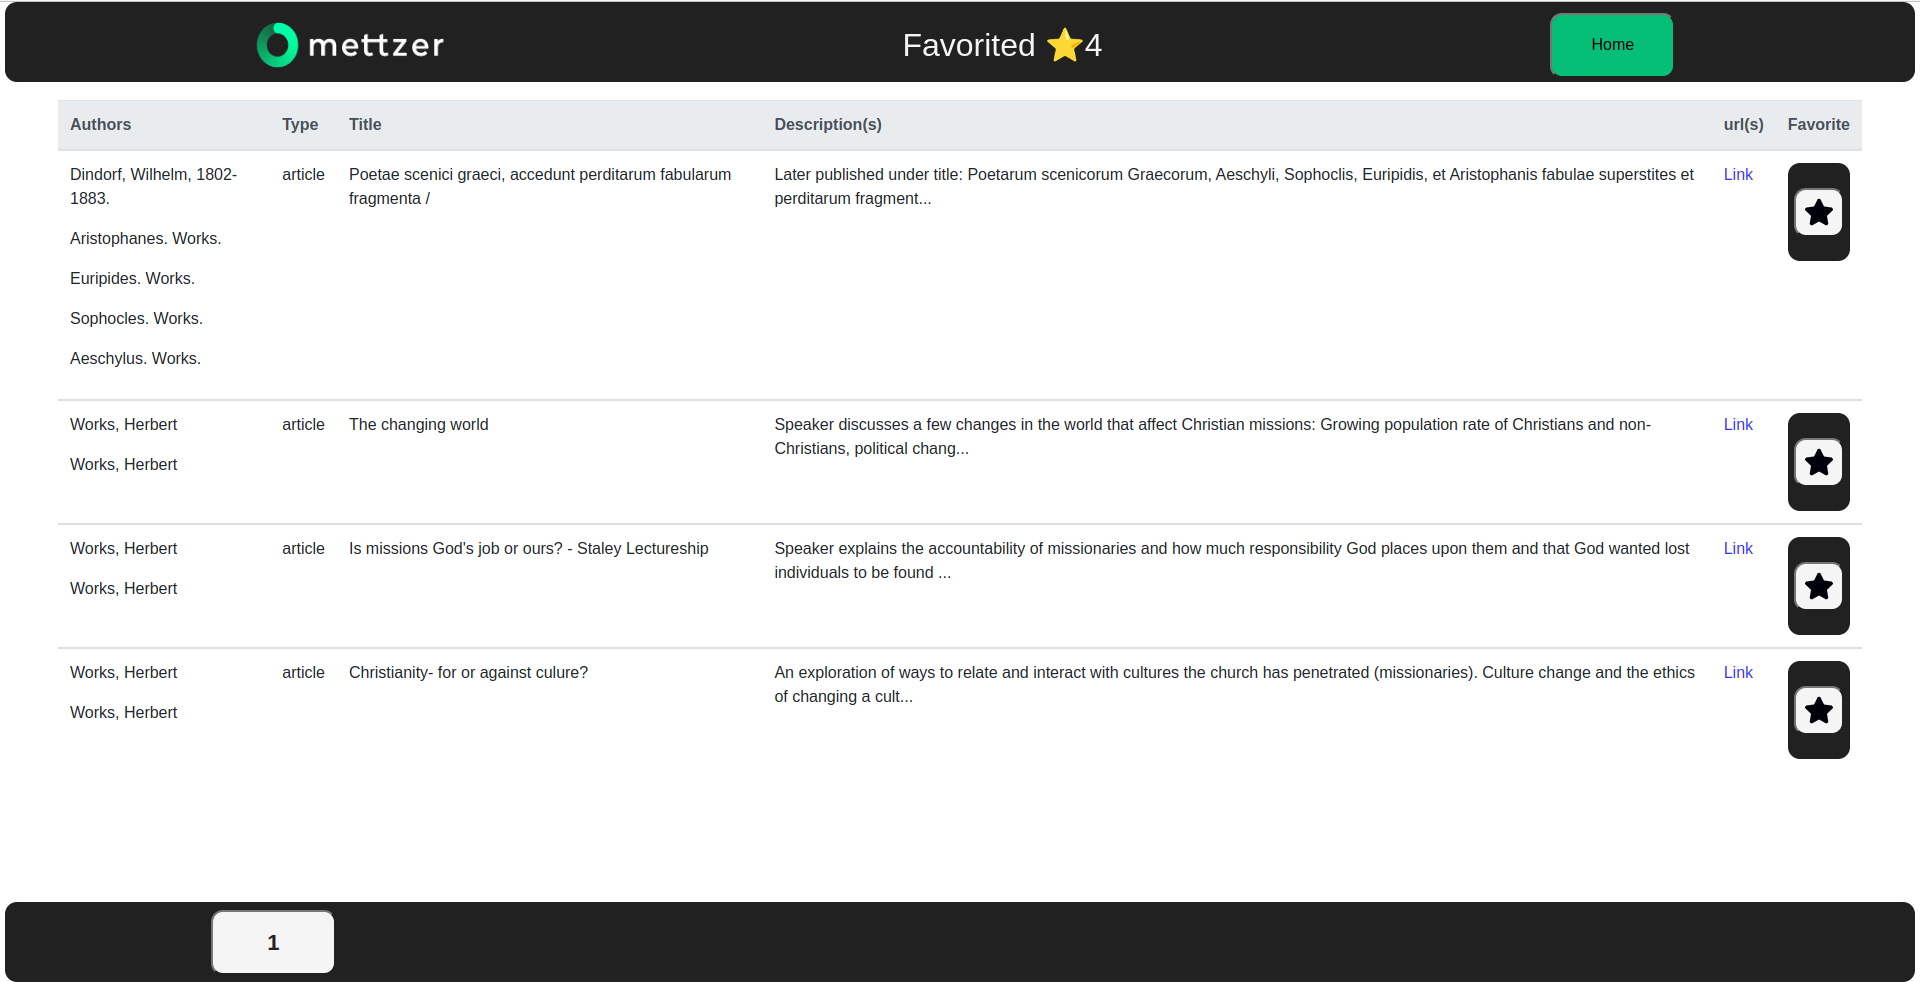 mettzer
Favorited ⭐4
Home
Authors Type Title Description(s) url(s) Favorite
Dindorf, Wilhelm, 1802- article Poetae scenici graeci, accedunt perditarum fabularum Later published under title: Poetarum scenicorum Graecorum, Aeschyli, Sophoclis, Euripidis, et Aristophanis fabulae superstites et Link
1883. fragmenta / perditarum fragment...
Aristophanes. Works.
Euripides. Works.
Sophocles. Works.
Aeschylus. Works.
Works, Herbert article The changing world Speaker discusses a few changes in the world that affect Christian missions: Growing population rate of Christians and non- Link
Christians, political chang...
Works, Herbert
Works, Herbert article Is missions God's job or ours? - Staley Lectureship Speaker explains the accountability of missionaries and how much responsibility God places upon them and that God wanted lost Link
individuals to be found ...
Works, Herbert
Works, Herbert article Christianity- for or against culure? An exploration of ways to relate and interact with cultures the church has penetrated (missionaries). Culture change and the ethics Link
of changing a cult...
Works, Herbert
1